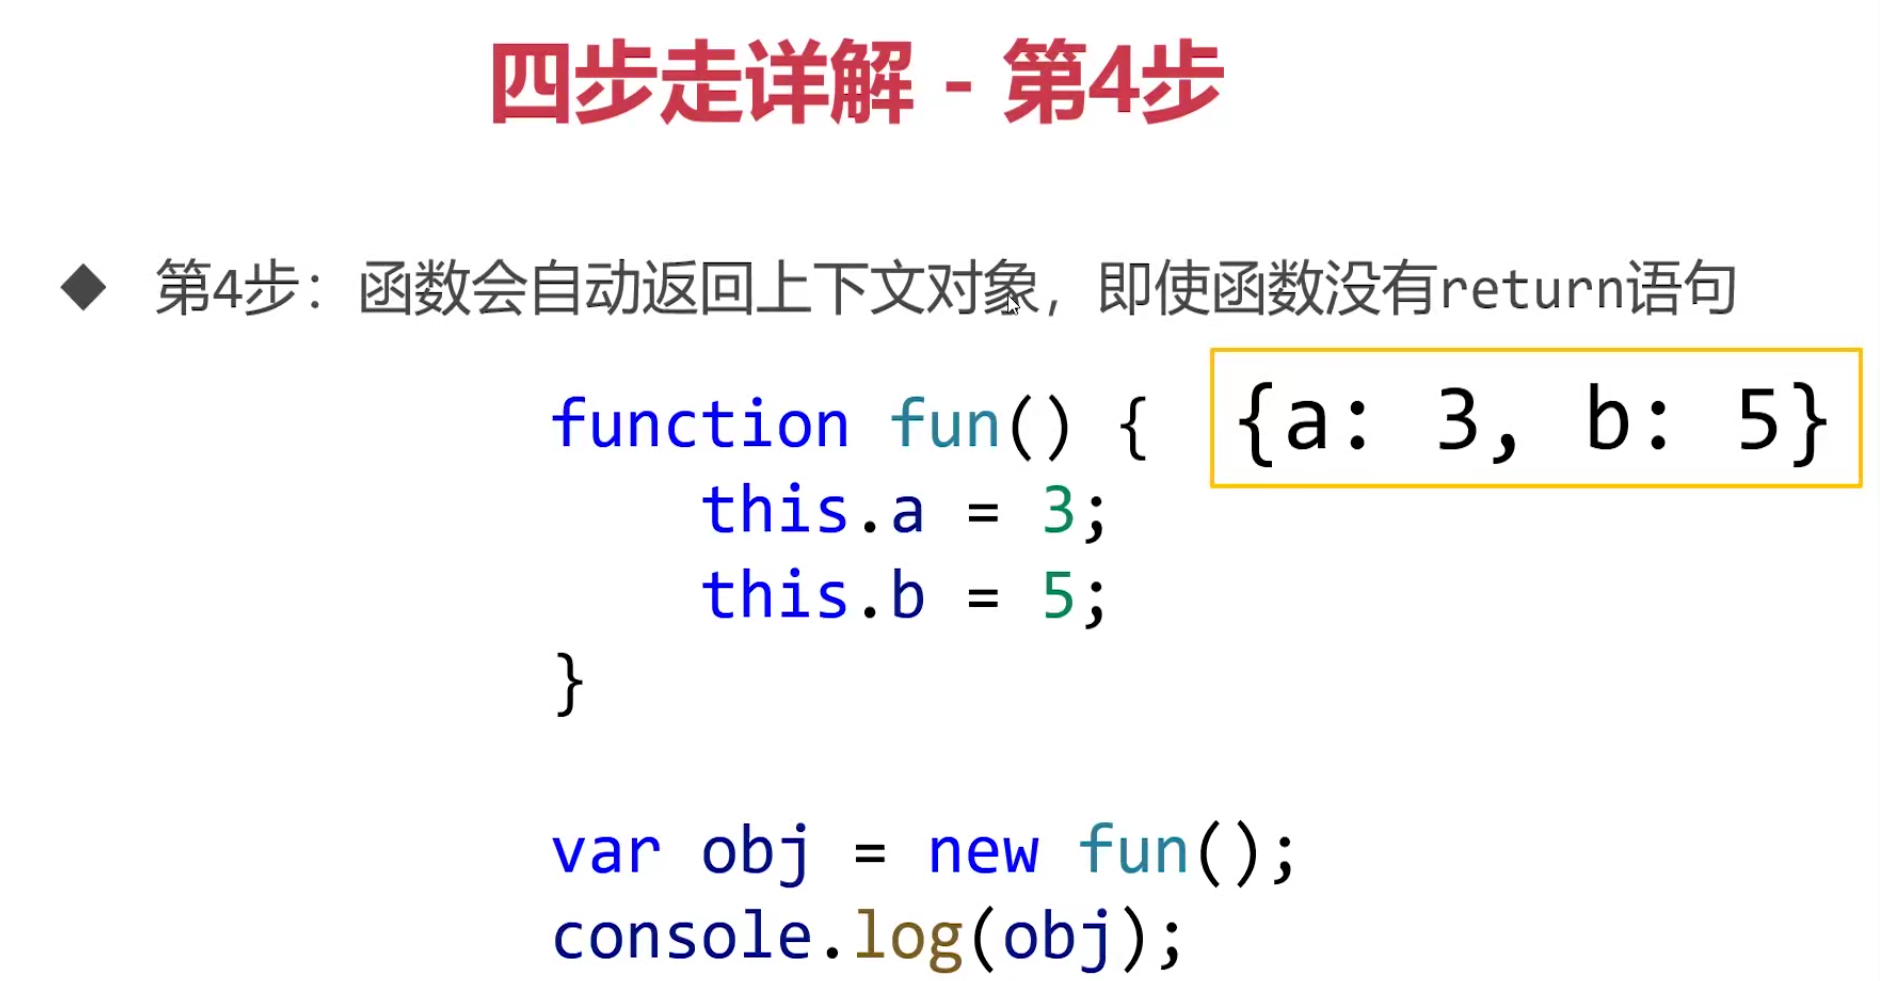 四步走详解 - 第4步
◆ 第4步：函数会自动返回上下文对象，即使函数没有return语句
function fun() {
    this.a = 3;
    this.b = 5;
}
{a: 3, b: 5}
var obj = new fun();
console.log(obj);